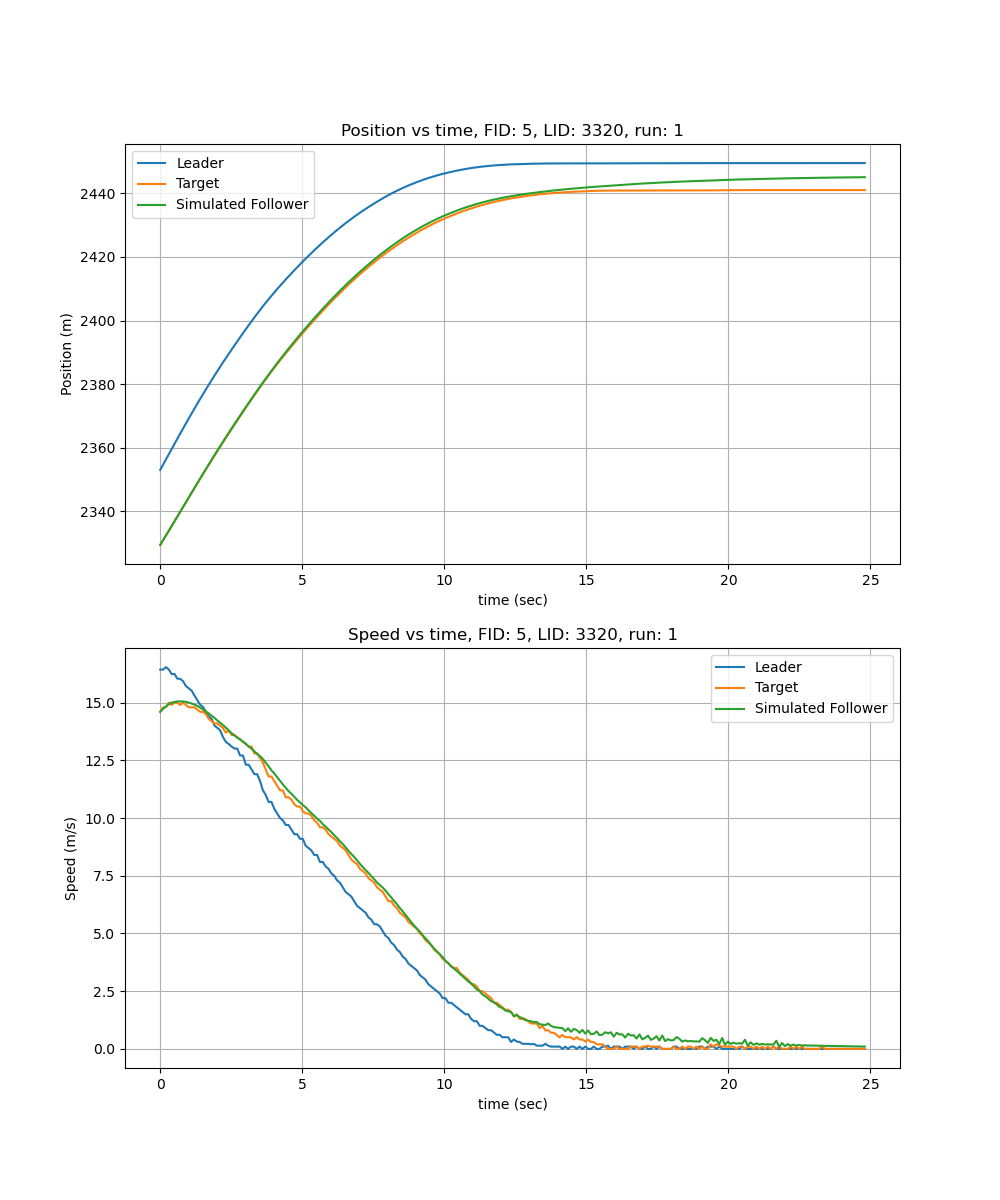 Position vs time, FID: 5, LID: 3320, run: 1
Leader
Target
Simulated Follower
2440
2420
2400
2380
2360
2340
Position (m)
0 5 10 15 20 25
time (sec)
Speed vs time, FID: 5, LID: 3320, run: 1
Leader
Target
Simulated Follower
15.0
12.5
10.0
7.5
5.0
2.5
0.0
Speed (m/s)
0 5 10 15 20 25
time (sec)